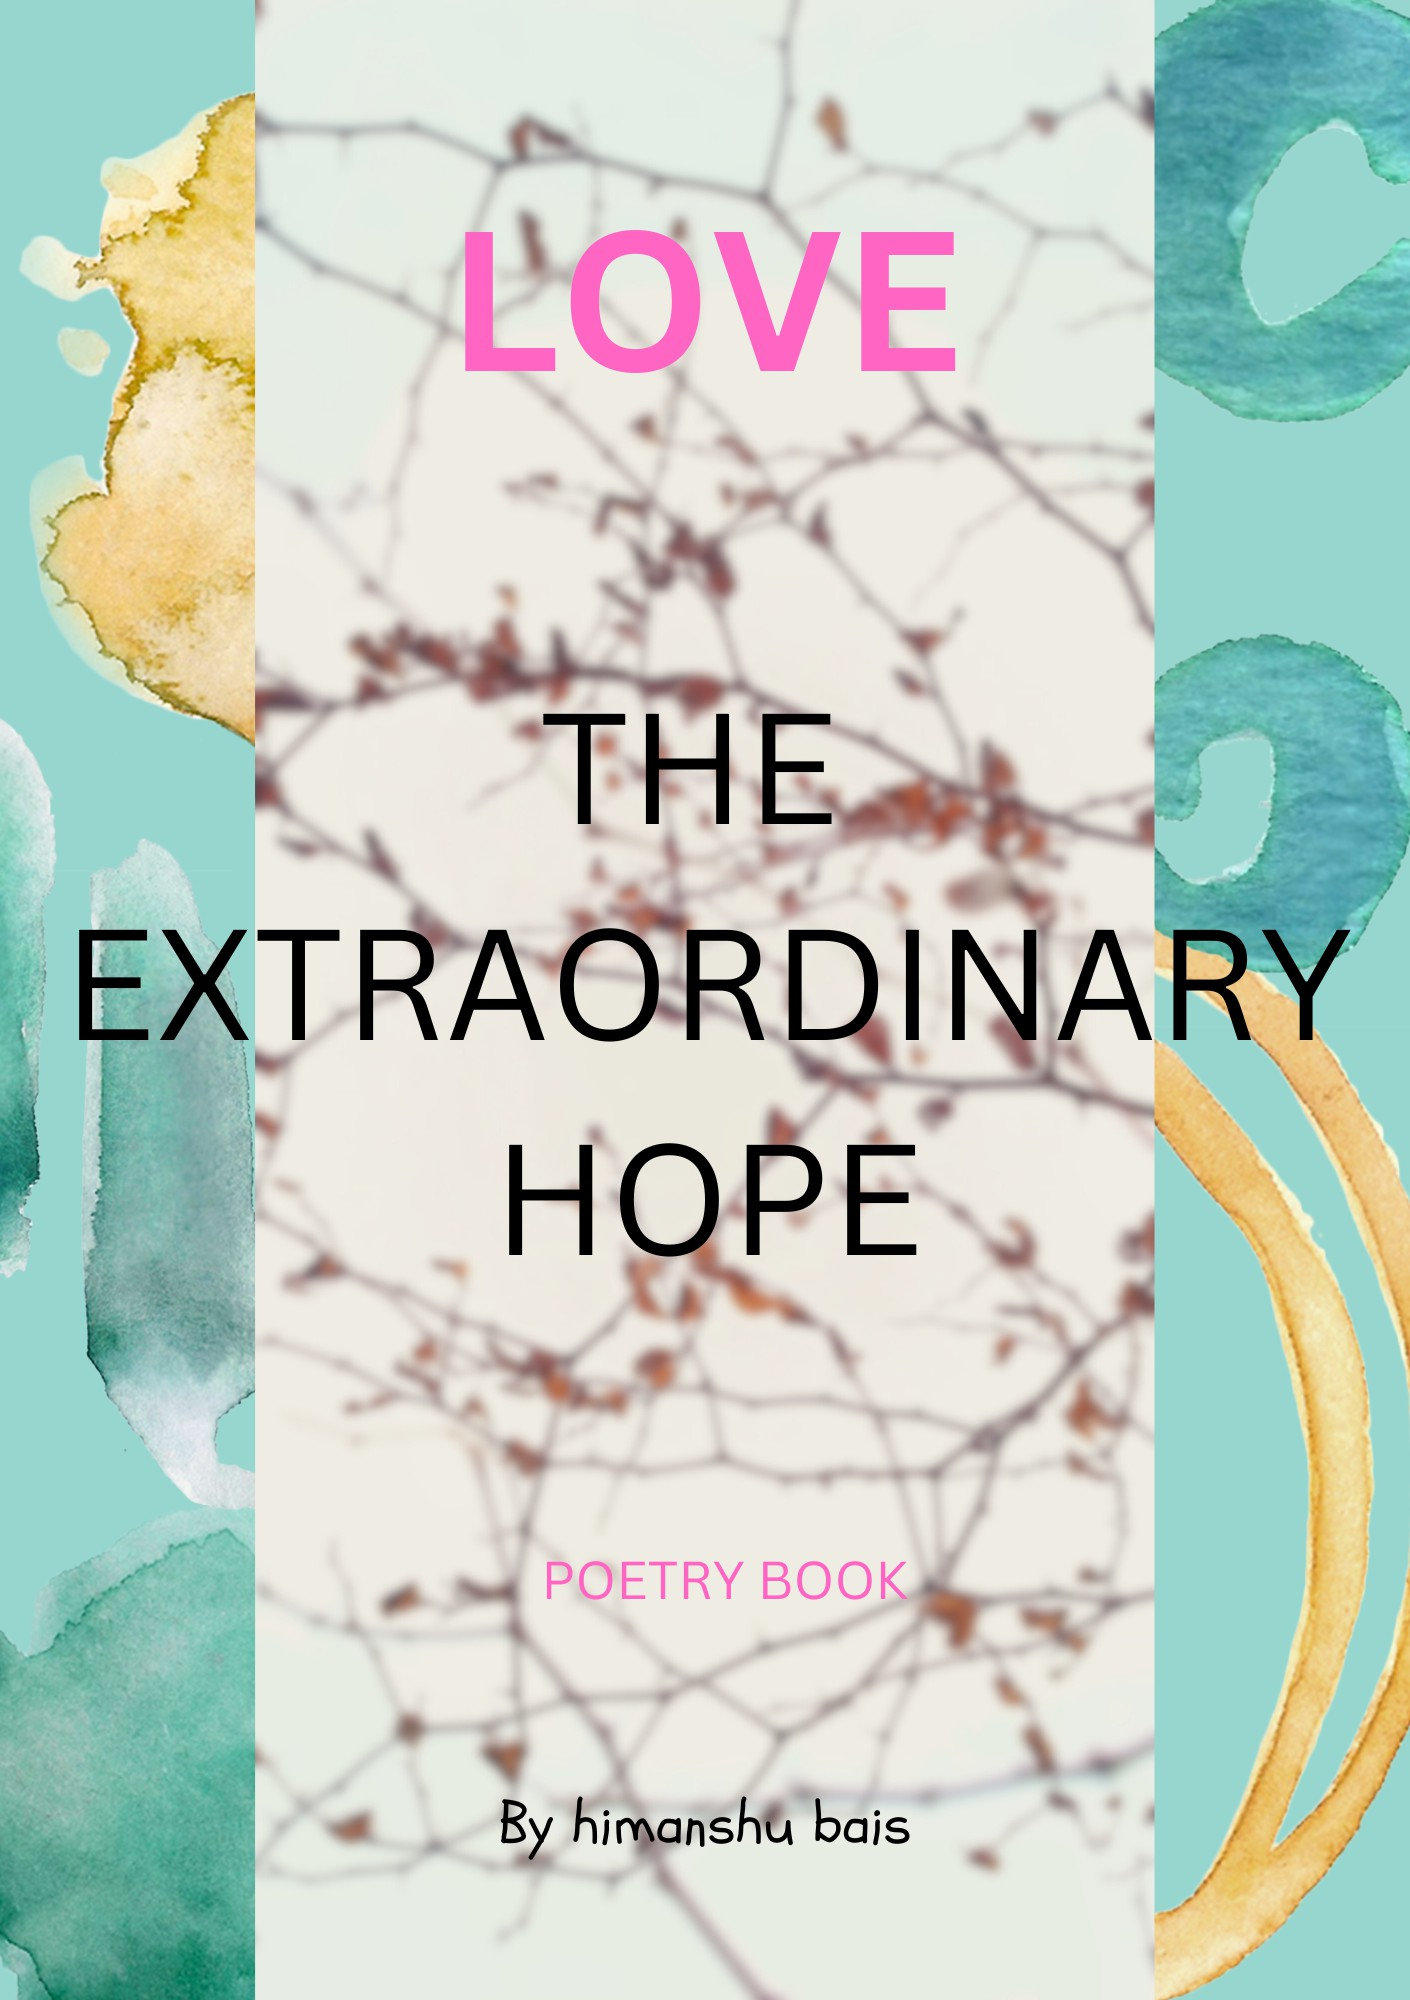 LOVE
THE
EXTRAORDINARY
HOPE
POETRY BOOK
By himanshu bais